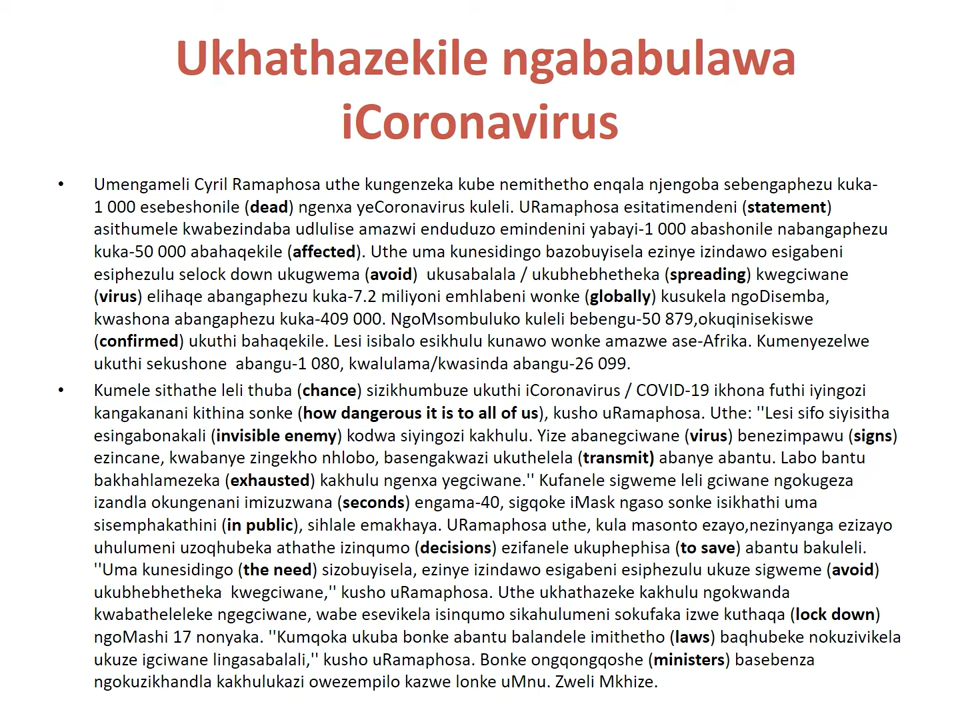 Ukhathazekile ngababulawa
iCoronavirus
• Umengameli Cyril Ramaphosa uthe kungenzeka kube nemithetho enqala njengoba sebengaphezu kuka-
1 000 esebeshonile (dead) ngenxa yeCoronavirus kuleli. URamaphosa esitatimendeni (statement)
asithumele kwabezindaba udlulise amazwi enduduzo emindenini yabayi-1 000 abashonile nabangaphezu
kuka-50 000 abahaqekile (affected). Uthe uma kunesidingo bazobuyisela ezinye izindawo esigabeni
esiphezulu selock down ukugwema (avoid) ukusabalala / ukubhebhetheka (spreading) kwegciwane
(virus) elihaqe abangaphezu kuka-7.2 miliyoni emhlabeni wonke (globally) kusukela ngoDisemba,
kwashona abangaphezu kuka-409 000. NgoMsombuluko kuleli bebengu-50 879,okuqinisekiswe
(confirmed) ukuthi bahaqekile. Lesi isibalo esikhulu kunawo wonke amazwe ase-Afrika. Kumenyezelwe
ukuthi sekushone abangu-1 080, kwalulama/kwasinda abangu-26 099.
• Kumele sithathe leli thuba (chance) sizikhumbuze ukuthi iCoronavirus / COVID-19 ikhona futhi iyingozi
kangakanani kithina sonke (how dangerous it is to all of us), kusho uRamaphosa. Uthe: ''Lesi sifo siyisitha
esingabonakali (invisible enemy) kodwa siyingozi kakhulu. Yize abanegciwane (virus) benezimpawu (signs)
ezincane, kwabanye zingekho nhlobo, basengakwazi ukuthelela (transmit) abanye abantu. Labo bantu
bakhahlamezeka (exhausted) kakhulu ngenxa yegciwane.'' Kufanele sigweme leli gciwane ngokugeza
izandla okungenani imizuzwana (seconds) engama-40, sigqoke iMask ngaso sonke isikhathi uma
sisemphakathini (in public), sihlale emakhaya. URamaphosa uthe, kula masonto ezayo,nezinyanga ezizayo
uhulumeni uzoqhubeka athathe izinqumo (decisions) ezifanele ukuphephisa (to save) abantu bakuleli.
''Uma kunesidingo (the need) sizobuyisela, ezinye izindawo esigabeni esiphezulu ukuze sigweme (avoid)
ukubhebhetheka kwegciwane,'' kusho uRamaphosa. Uthe ukhathazeke kakhulu ngokwanda
kwabatheleleke ngegciwane, wabe esevikela isinqumo sikahulumeni sokufaka izwe kuthaqa (lock down)
ngoMashi 17 nonyaka. ''Kumqoka ukuba bonke abantu balandele imithetho (laws) baqhubeke nokuzivikela
ukuze igciwane lingasabalali,'' kusho uRamaphosa. Bonke ongqongqoshe (ministers) basebenza
ngokuzikhandla kakhulukazi owezempilo kazwe lonke uMnu. Zweli Mkhize.